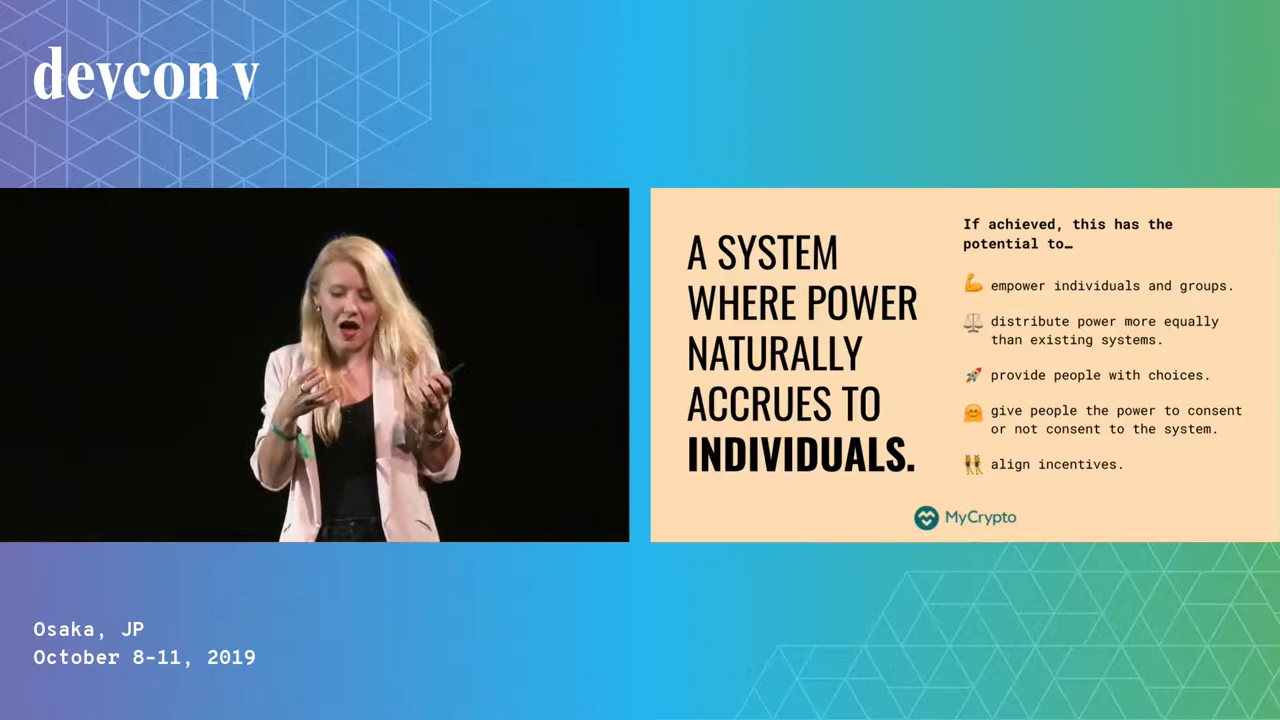 devcon v
A SYSTEM
WHERE POWER
NATURALLY
ACCRUES TO
INDIVIDUALS.
If achieved, this has the
potential to…
empower individuals and groups.
distribute power more equally
than existing systems.
provide people with choices.
give people the power to consent
or not consent to the system.
align incentives.
MyCrypto
Osaka, JP
October 8-11, 2019